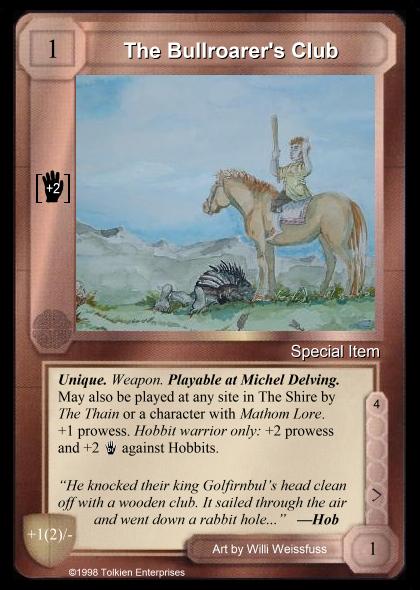 1
The Bullroarer's Club
[+2]
Special Item
Unique. Weapon. Playable at Michel Delving.
May also be played at any site in The Shire by
The Thain or a character with Mathom Lore.
+1 prowess. Hobbit warrior only: +2 prowess
and +2 against Hobbits.
4
“He knocked their king Golfirnbul’s head clean
off with a wooden club. It sailed through the air
and went down a rabbit hole...” —Hob
+1(2)/-
Art by Willi Weissfuss
1
©1998 Tolkien Enterprises